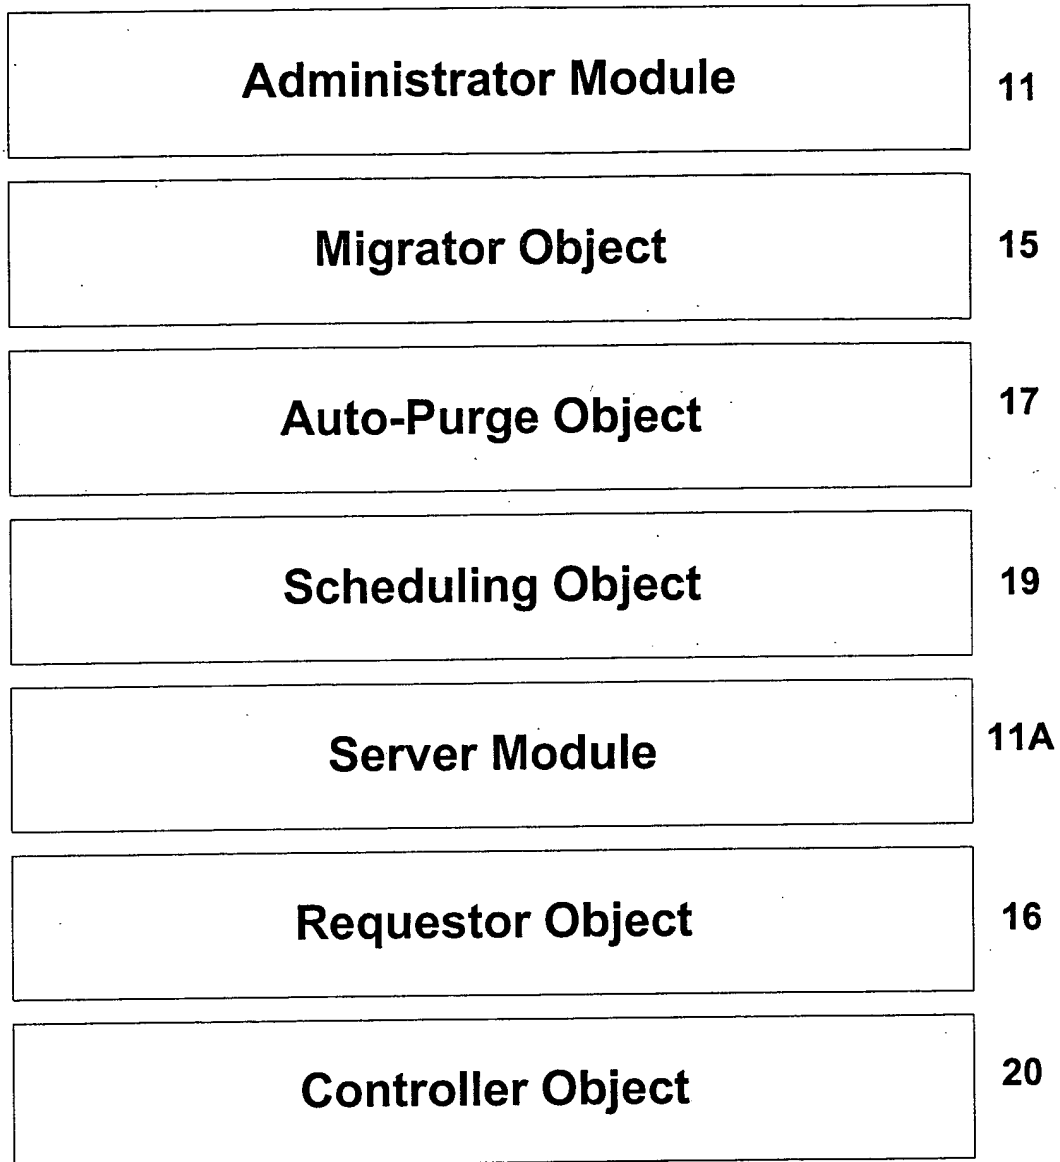 Administrator Module 11
Migrator Object 15
Auto-Purge Object 17
Scheduling Object 19
Server Module 11A
Requestor Object 16
Controller Object 20